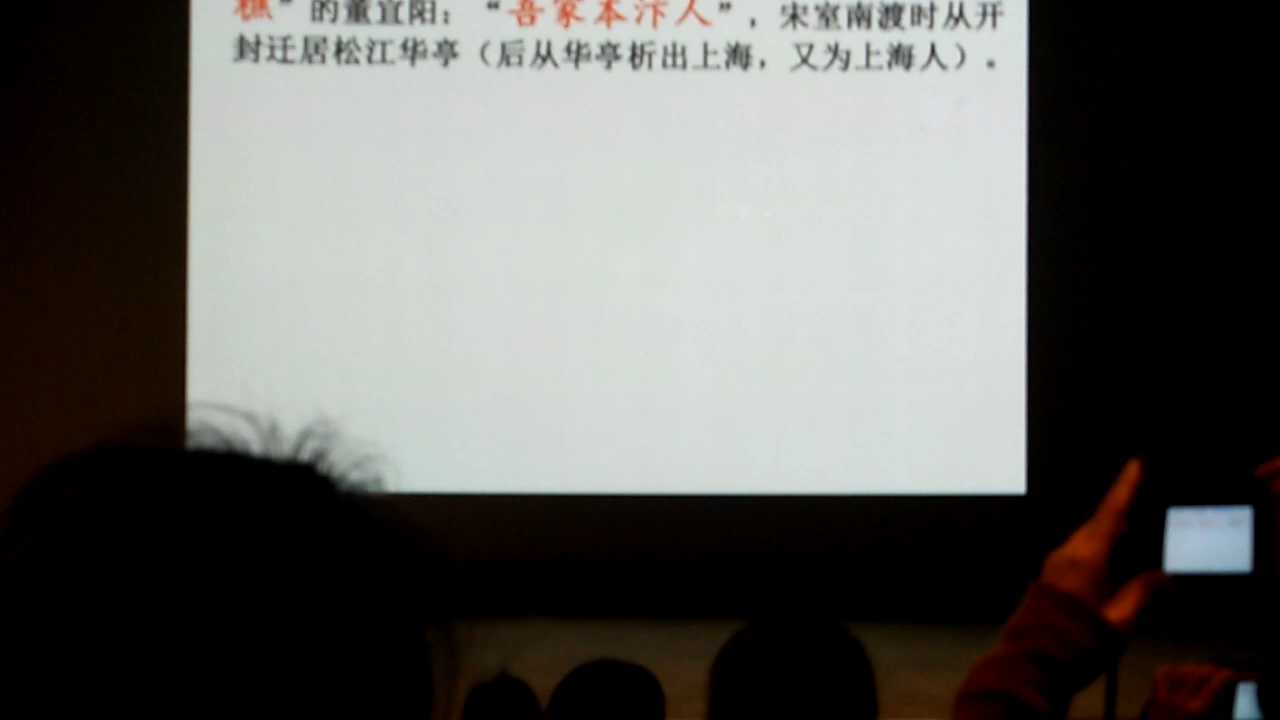 ”的董宜阳：“吾家本汴人”，宋室南渡时从开
封迁居松江华亭（后从华亭析出上海，又为上海人）。